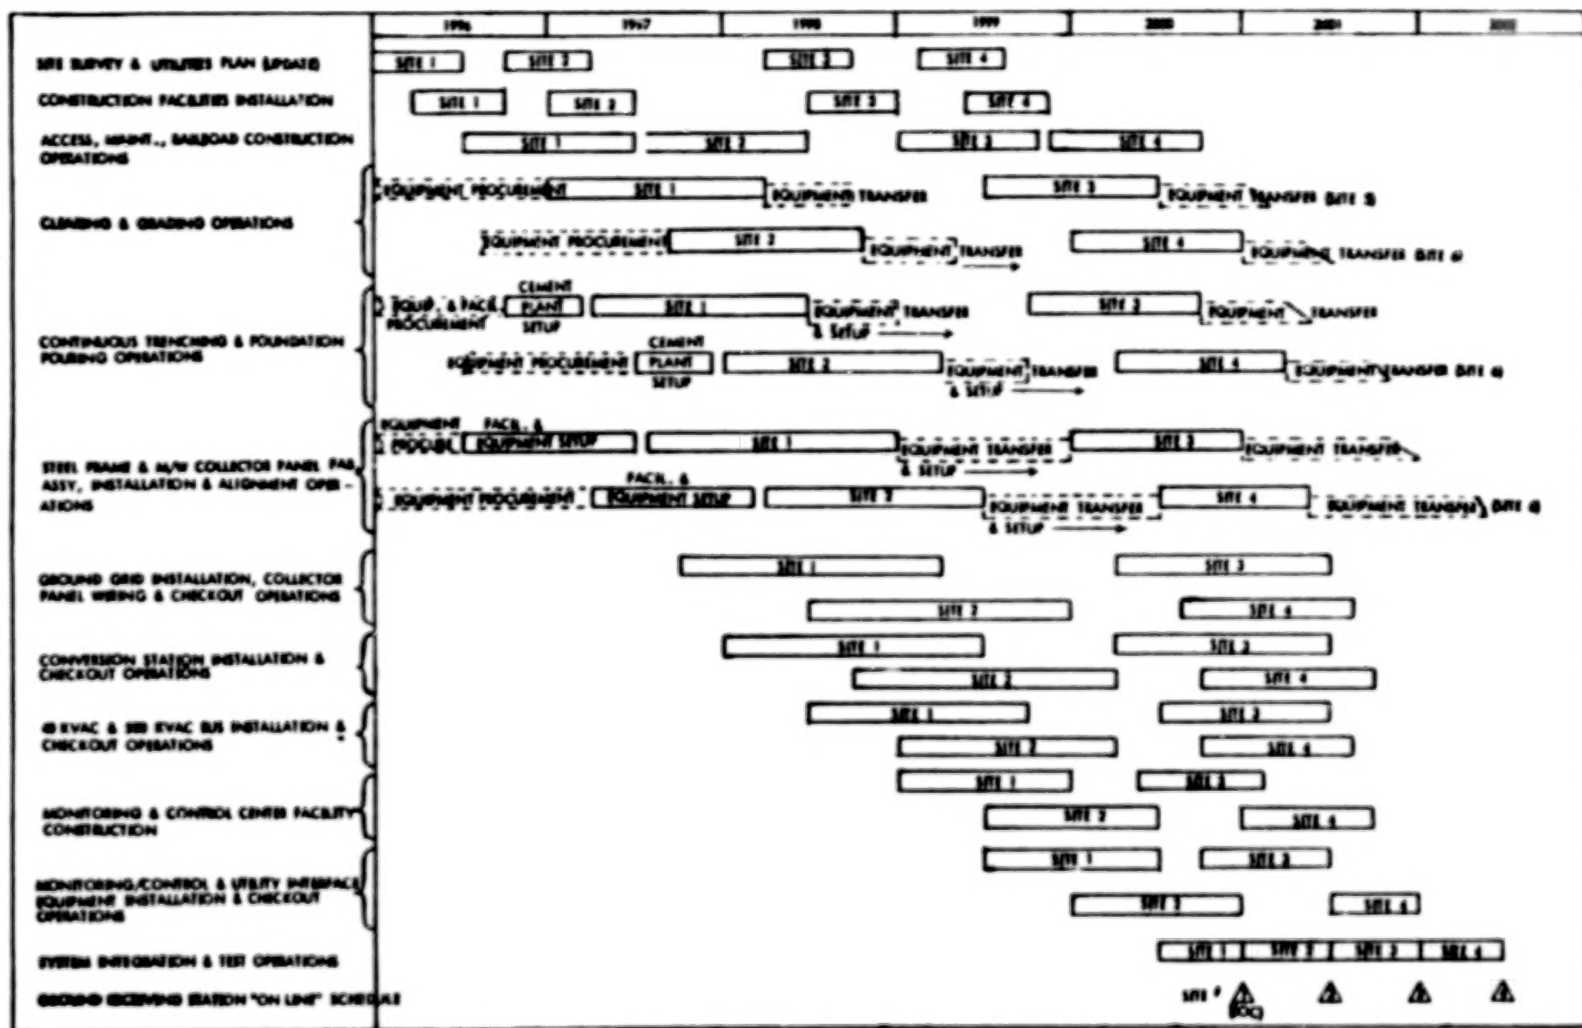 1996 1997 1998 1999 2000 2001
SITE SURVEY & UTILITIES PLAN (UPDATE) SITE 1 SITE 2 SITE 3 SITE 4
CONSTRUCTION FACILITIES INSTALLATION SITE 1 SITE 2 SITE 3 SITE 4
ACCESS, MAINT., RAILROAD CONSTRUCTION
OPERATIONS
SITE 1 SITE 2 SITE 3 SITE 4
CLEARING & GRADING OPERATIONS
EQUIPMENT PROCUREMENT SITE 1 EQUIPMENT TRANSFER SITE 3 EQUIPMENT TRANSFER
EQUIPMENT PROCUREMENT SITE 2 EQUIPMENT TRANSFER SITE 4 EQUIPMENT TRANSFER (SITE 6)
CONTINUOUS TRENCHING & FOUNDATION
POURING OPERATIONS
EQUIP. & FACIL.
PROCUREMENT
CEMENT
PLANT
SETUP
SITE 1
EQUIPMENT TRANSFER
& SETUP
SITE 3
EQUIPMENT TRANSFER
EQUIPMENT PROCUREMENT
CEMENT
PLANT
SETUP
SITE 2
EQUIPMENT TRANSFER
& SETUP
SITE 4
EQUIPMENT TRANSFER (SITE 6)
STEEL FRAME & M/W COLLECTOR PANEL FAB,
ASSY, INSTALLATION & ALIGNMENT OPER-
ATIONS
EQUIPMENT
PROCURE
FACIL. &
EQUIPMENT SETUP
SITE 1
EQUIPMENT TRANSFER
& SETUP
SITE 3
EQUIPMENT TRANSFER
EQUIPMENT PROCUREMENT
FACIL. &
EQUIPMENT SETUP
SITE 2
EQUIPMENT TRANSFER
& SETUP
SITE 4
EQUIPMENT TRANSFER (SITE 6)
GROUND GRID INSTALLATION, COLLECTOR
PANEL WIRING & CHECKOUT OPERATIONS
SITE 1 SITE 3
SITE 2 SITE 4
CONVERSION STATION INSTALLATION &
CHECKOUT OPERATIONS
SITE 1 SITE 3
SITE 2 SITE 4
KVAC & KVAC BUS INSTALLATION &
CHECKOUT OPERATIONS
SITE 1 SITE 3
SITE 2 SITE 4
MONITORING & CONTROL CENTER FACILITY
CONSTRUCTION
SITE 1 SITE 3
SITE 2 SITE 4
MONITORING/CONTROL & UTILITY INTERFACE
EQUIPMENT INSTALLATION & CHECKOUT
OPERATIONS
SITE 1 SITE 3
SITE 2 SITE 4
SYSTEM INTEGRATION & TEST OPERATIONS SITE 1 SITE 2 SITE 3 SITE 4
GROUND RECEIVING STATION "ON LINE" SCHEDULE SITE # 1 2 3 4
(IOC)